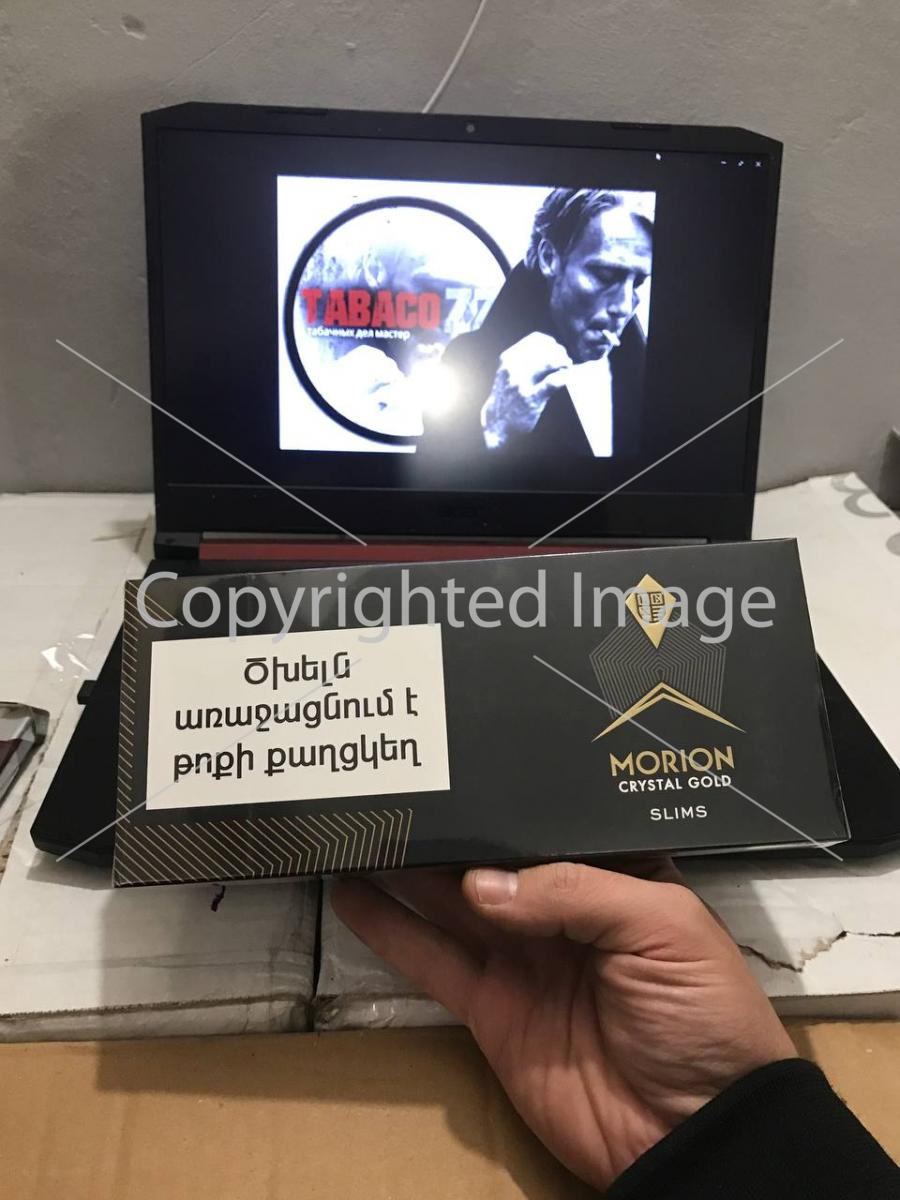 TABACO77
табачных дел мастер
Copyrighted Image
Ծխելն
առաջացնում է
թոքի քաղցկեղ
MORION
CRYSTAL GOLD
SLIMS